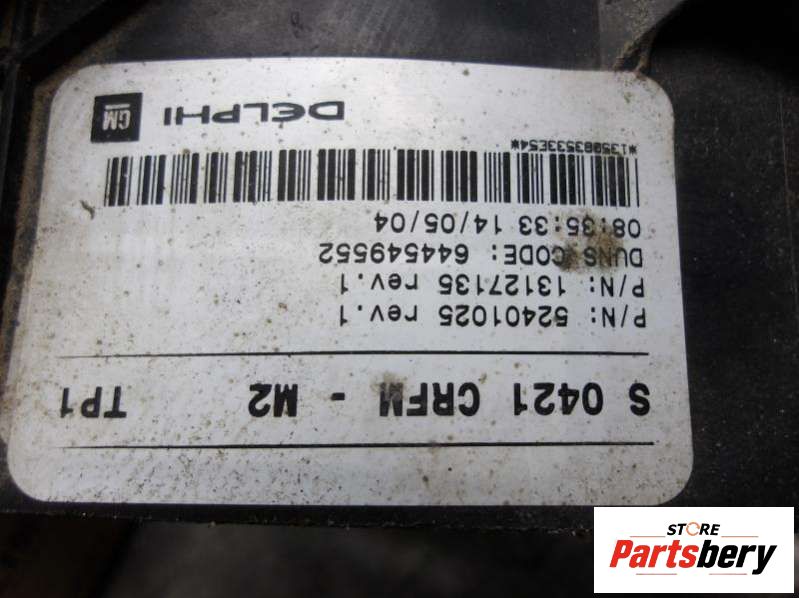 S 0421 CRFM - M2 TP1
P/N: 52401025 rev.1
P/N: 13127135 rev.1
DUNS CODE: 644549552
08:35:33 14/05/04
*135083533E54*
DELPHI GM
STORE
Partsbery